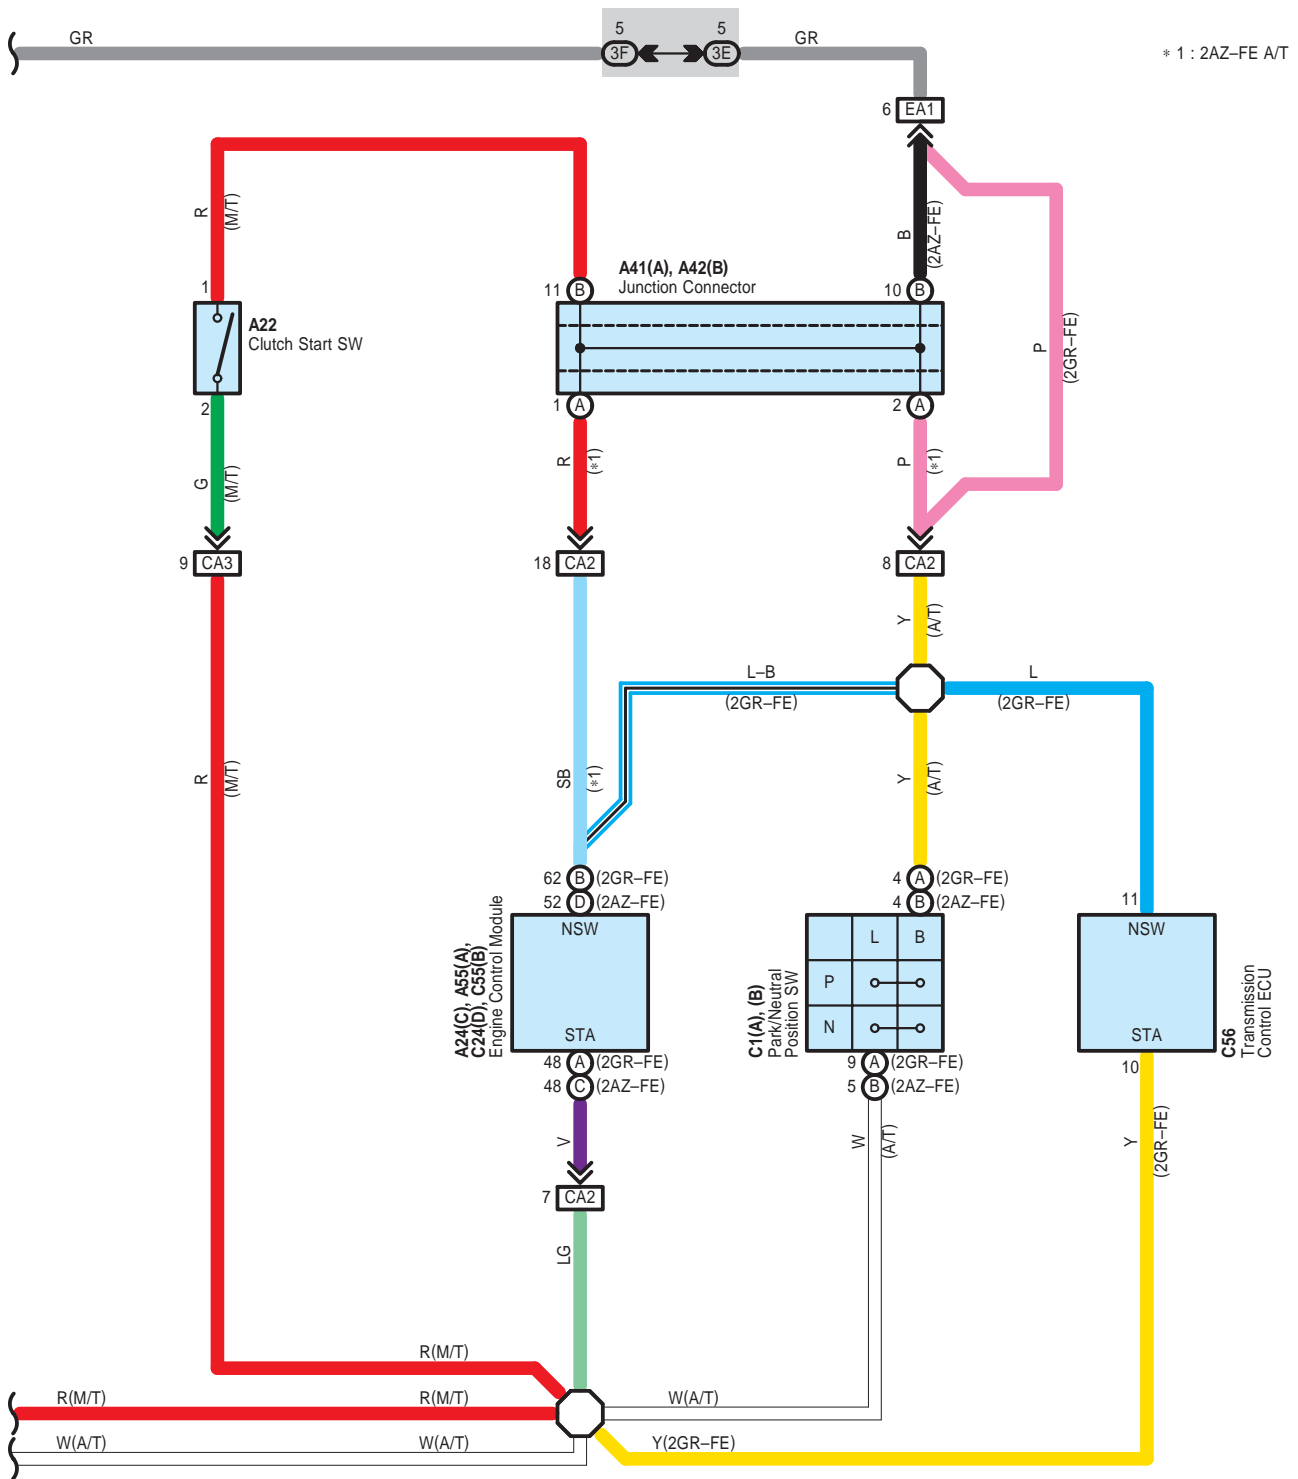 GR
5
5
3F
3E
GR
* 1 : 2AZ–FE A/T
6
EA1
R
(M/T)
B
(2AZ–FE)
A41(A), A42(B)
Junction Connector
1
11
B
10
B
A22
Clutch Start SW
P
(2GR–FE)
2
1
A
2
A
G
(M/T)
R
(*1)
P
(*1)
9
CA3
18
CA2
8
CA2
Y
(A/T)
L–B
(2GR–FE)
L
(2GR–FE)
R
(M/T)
SB
(*1)
Y
(A/T)
62
B
(2GR–FE)
52
D
(2AZ–FE)
4
A
(2GR–FE)
4
B
(2AZ–FE)
11
NSW
STA
A24(C), A55(A),
C24(D), C55(B)
Engine Control Module
L
B
P
N
C1(A), (B)
Park/Neutral
Position SW
NSW
STA
C56
Transmission
Control ECU
48
A
(2GR–FE)
48
C
(2AZ–FE)
9
A
(2GR–FE)
5
B
(2AZ–FE)
10
V
W
(A/T)
Y
(2GR–FE)
7
CA2
LG
R(M/T)
R(M/T)
R(M/T)
W(A/T)
W(A/T)
W(A/T)
Y(2GR–FE)